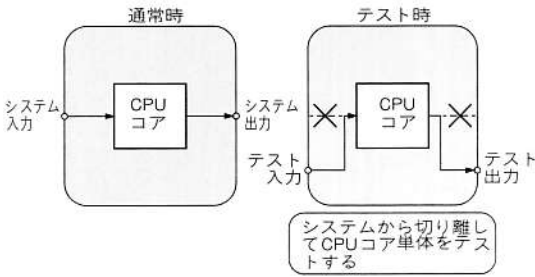 通常時
システム
入力
CPU
コア
システム
出力
テスト時
CPU
コア
テスト
入力
テスト
出力
システムから切り離し
てCPUコア単体をテス
トする